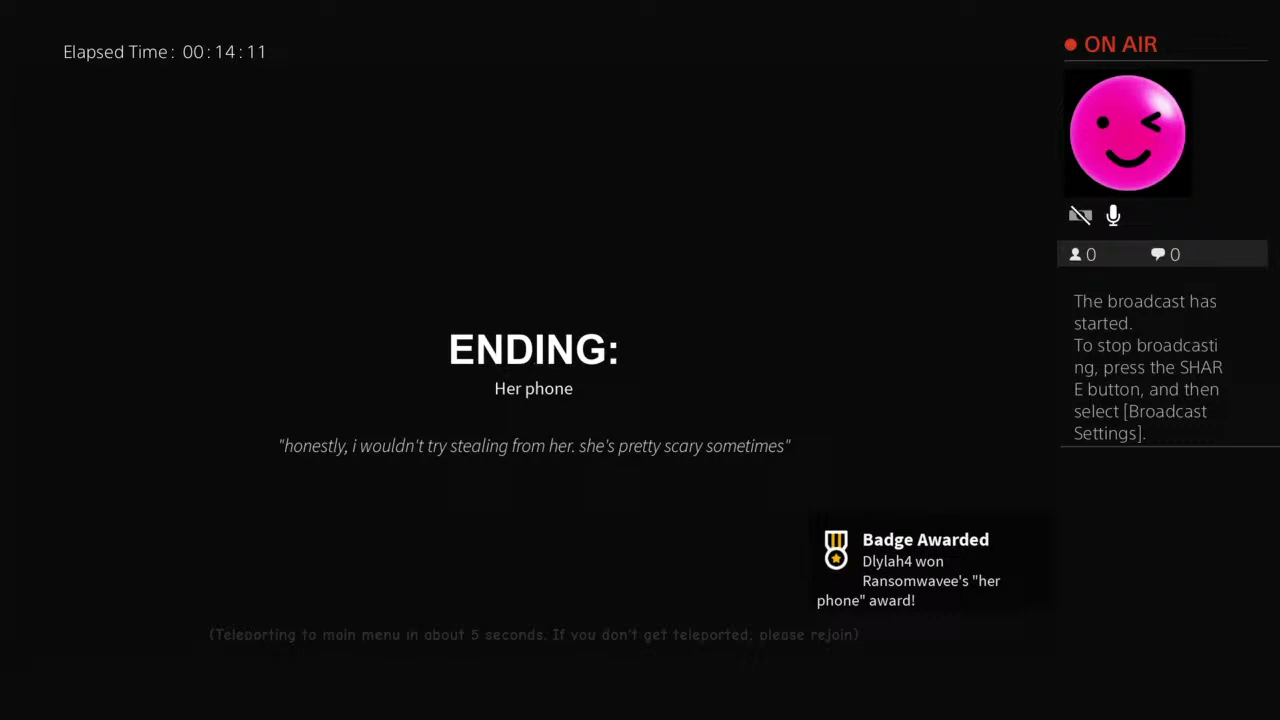 Elapsed Time: 00:14:11
ON AIR
0 0
The broadcast has
started.
To stop broadcasti
ng, press the SHAR
E button, and then
select [Broadcast
Settings].
ENDING:
Her phone
"honestly, i wouldn't try stealing from her. she's pretty scary sometimes"
Badge Awarded
Dlylah4 won
Ransomwavee's "her
phone" award!
(Teleporting to main menu in about 5 seconds. If you don't get teleported, please rejoin)